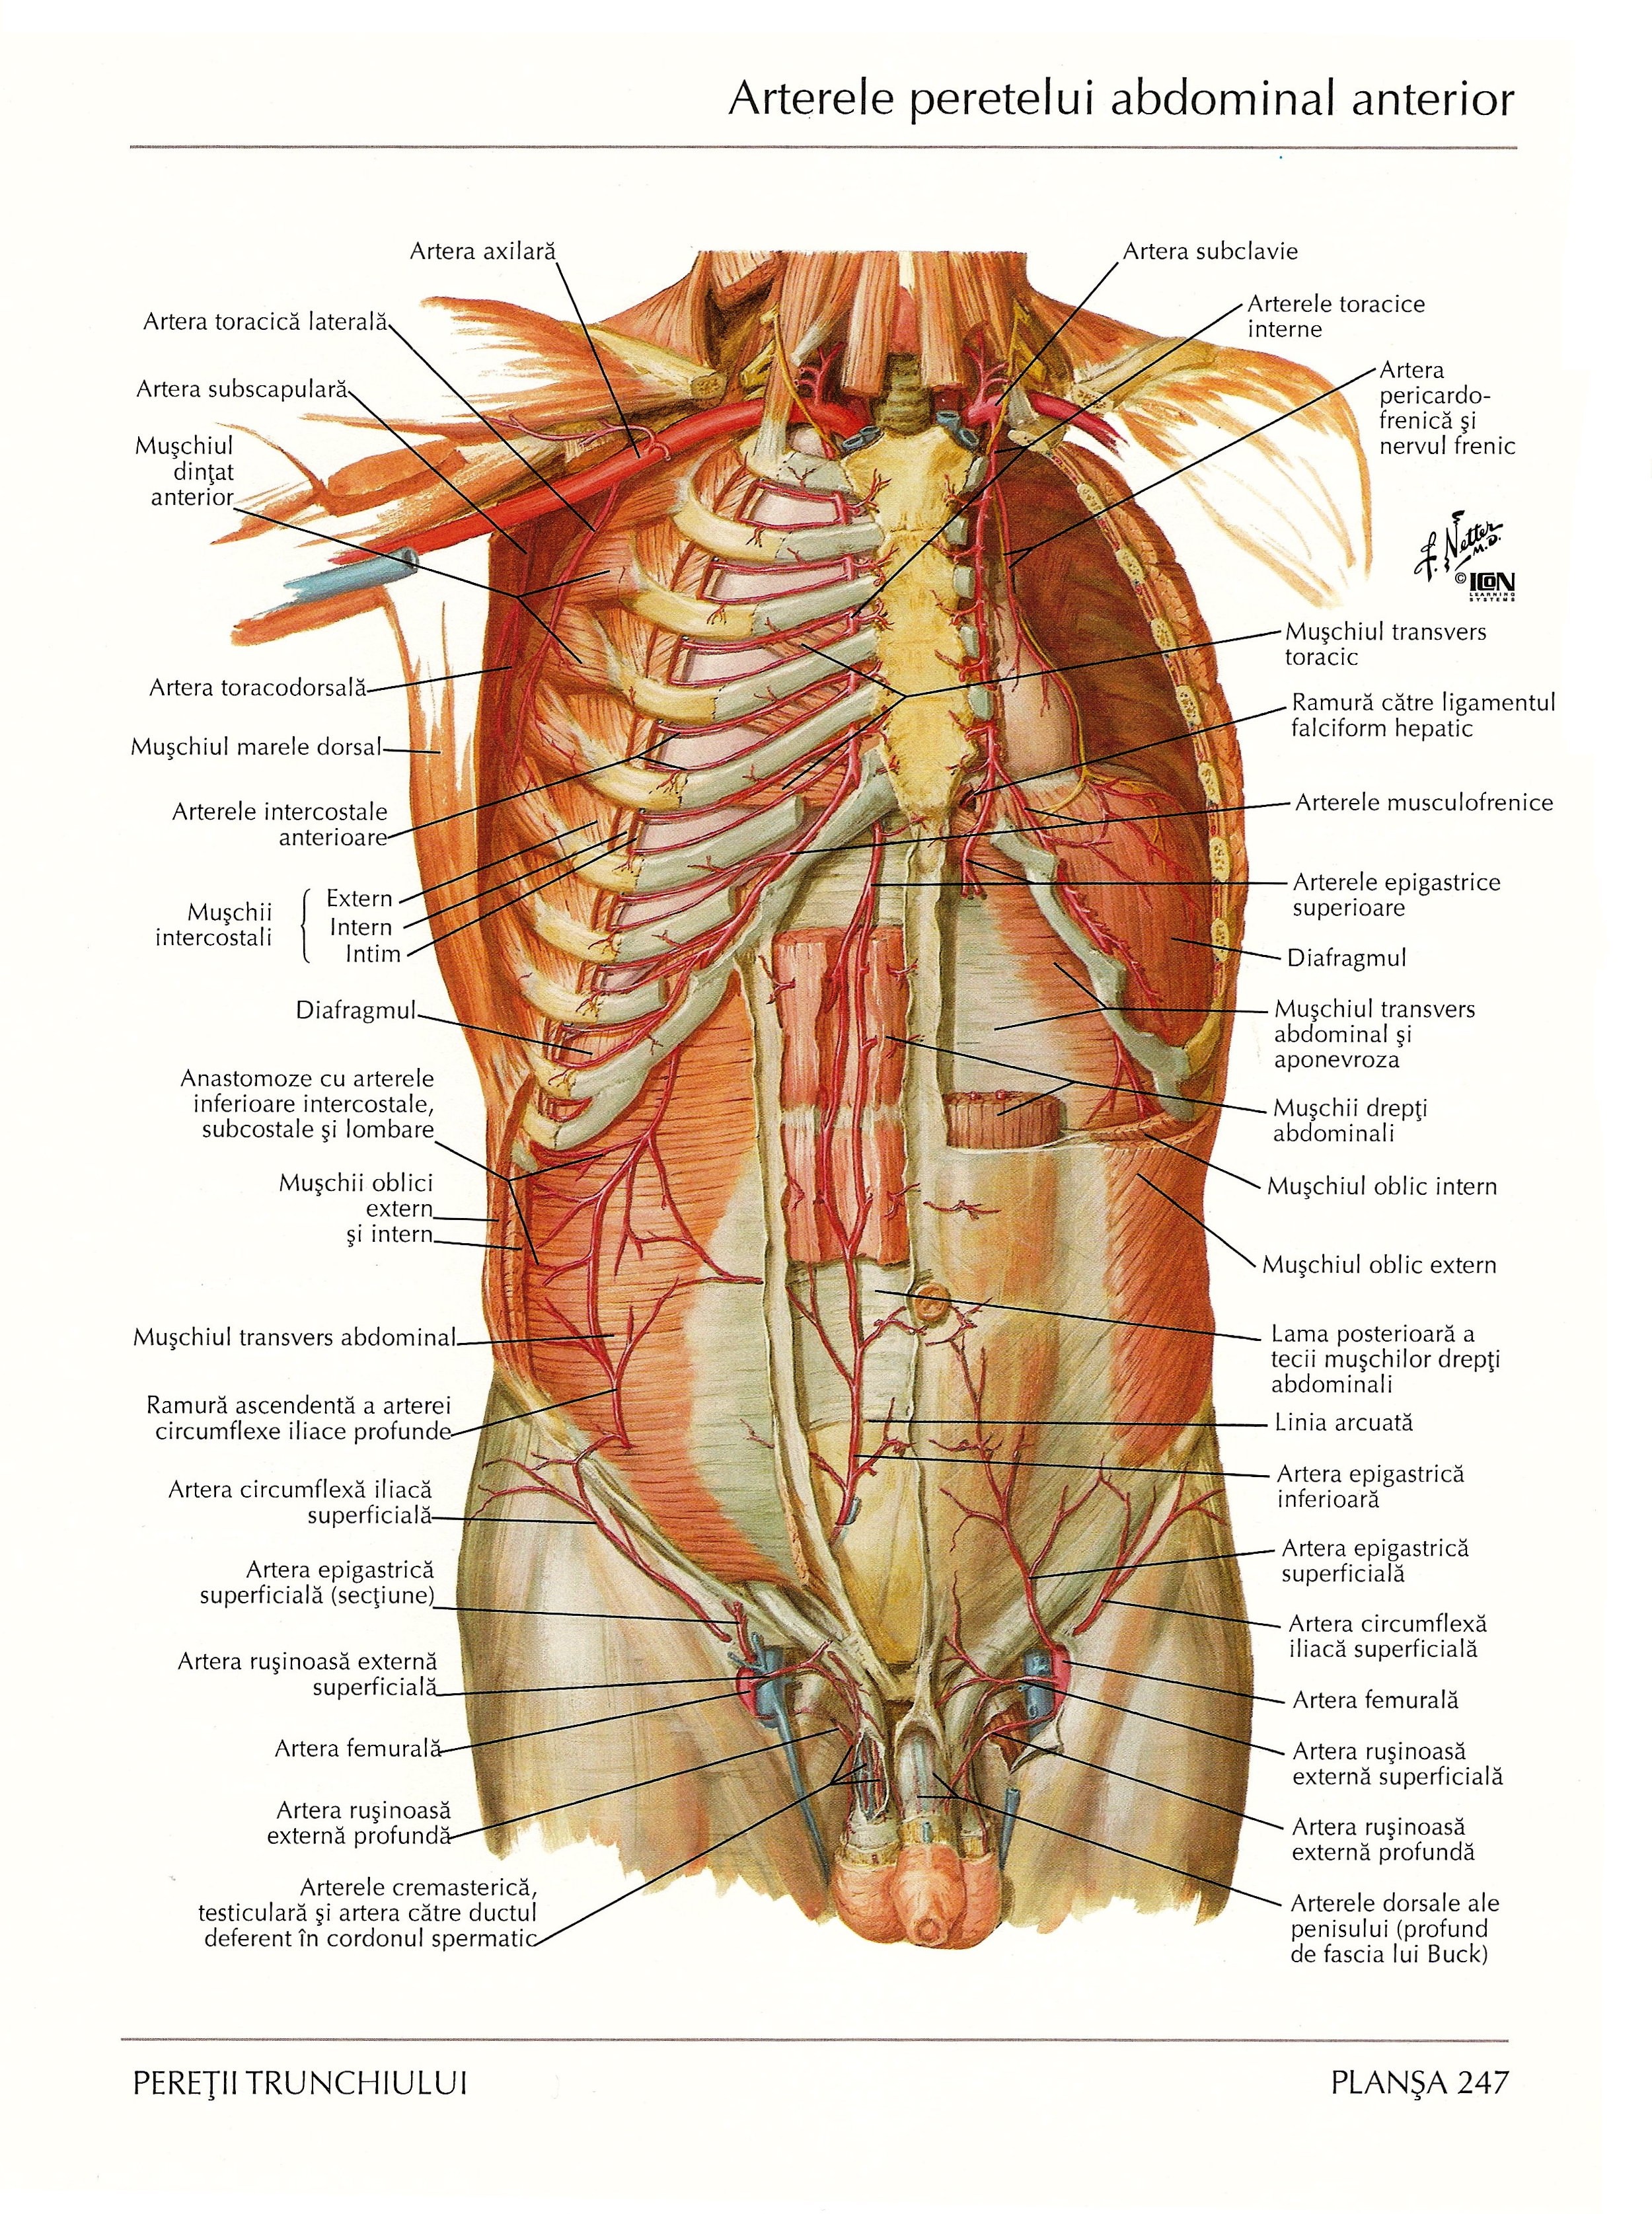 Arterele peretelui abdominal anterior
Artera axilară
Artera toracică laterală
Artera subscapulară
Muşchiul
dinţat
anterior
Artera toracodorsală
Muşchiul marele dorsal
Arterele intercostale
anterioare
Muşchii
intercostali
Extern
Intern
Intim
Diafragmul
Anastomoze cu arterele
inferioare intercostale,
subcostale şi lombare
Muşchii oblici
extern
şi intern
Muşchiul transvers abdominal
Ramură ascendentă a arterei
circumflexe iliace profunde
Artera circumflexă iliacă
superficială
Artera epigastrică
superficială (secţiune)
Artera ruşinoasă externă
superficială
Artera femurală
Artera ruşinoasă
externă profundă
Arterele cremasterică,
testiculară şi artera către ductul
deferent în cordonul spermatic
Artera subclavie
Arterele toracice
interne
Artera
pericardo-
frenică şi
nervul frenic
F. Netter
M.D.
© ICON
LEARNING
SYSTEMS
Muşchiul transvers
toracic
Ramură către ligamentul
falciform hepatic
Arterele musculofrenice
Arterele epigastrice
superioare
Diafragmul
Muşchiul transvers
abdominal şi
aponevroza
Muşchii drepţi
abdominali
Muşchiul oblic intern
Muşchiul oblic extern
Lama posterioară a
tecii muşchilor drepţi
abdominali
Linia arcuată
Artera epigastrică
inferioară
Artera epigastrică
superficială
Artera circumflexă
iliacă superficială
Artera femurală
Artera ruşinoasă
externă superficială
Artera ruşinoasă
externă profundă
Arterele dorsale ale
penisului (profund
de fascia lui Buck)
PEREŢII TRUNCHIULUI
PLANŞA 247